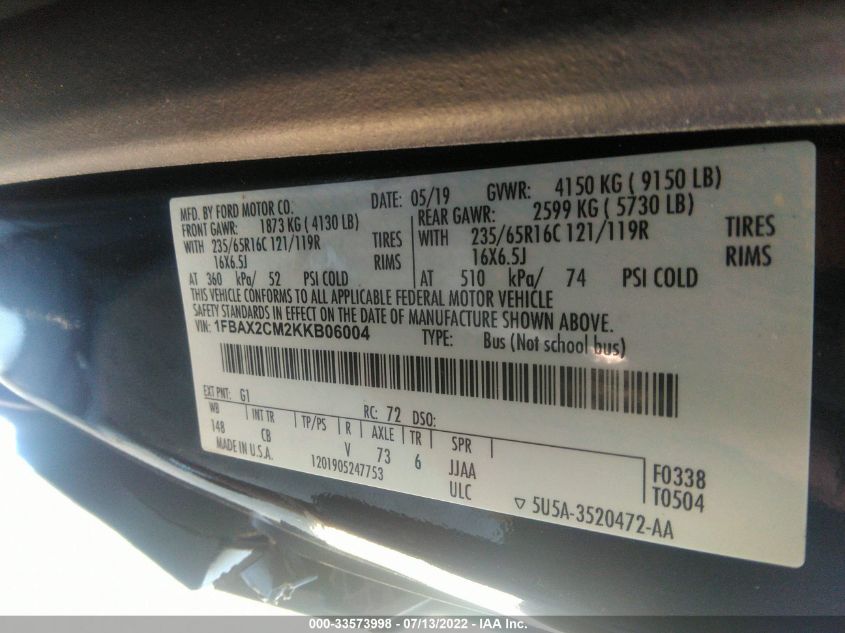 MFD. BY FORD MOTOR CO. DATE: 05/19 GVWR: 4150 KG ( 9150 LB)
FRONT GAWR: 1873 KG ( 4130 LB) REAR GAWR: 2599 KG ( 5730 LB)
WITH 235/65R16C 121/119R TIRES WITH 235/65R16C 121/119R TIRES
16X6.5J RIMS 16X6.5J RIMS
AT 360 kPa/ 52 PSI COLD AT 510 kPa/ 74 PSI COLD
THIS VEHICLE CONFORMS TO ALL APPLICABLE FEDERAL MOTOR VEHICLE
SAFETY STANDARDS IN EFFECT ON THE DATE OF MANUFACTURE SHOWN ABOVE.
VIN: 1FBAX2CM2KKB06004 TYPE: Bus (Not school bus)
EXT PNT: G1 RC: 72 DSO:
WB INT TR TP/PS R AXLE TR SPR
148 CB V 73 6 JJAA F0338
MADE IN U.S.A. 1201905247753 ULC T0504
▽ 5U5A-3520472-AA
000-33573998 - 07/13/2022 - IAA Inc.